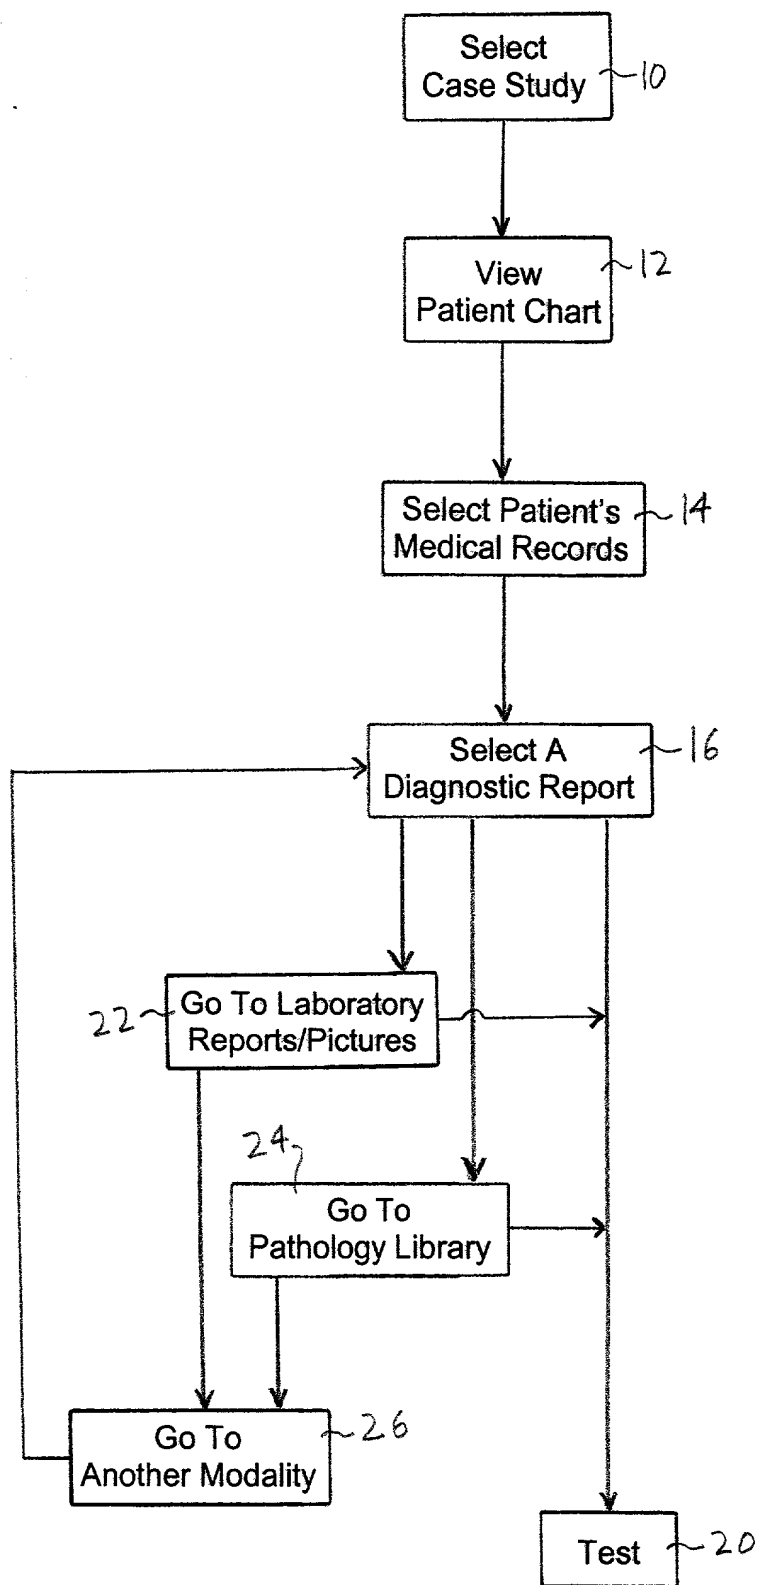 Select
Case Study
10
View
Patient Chart
12
Select Patient's
Medical Records
14
Select A
Diagnostic Report
16
22
Go To Laboratory
Reports/Pictures
24
Go To
Pathology Library
Go To
Another Modality
26
Test
20